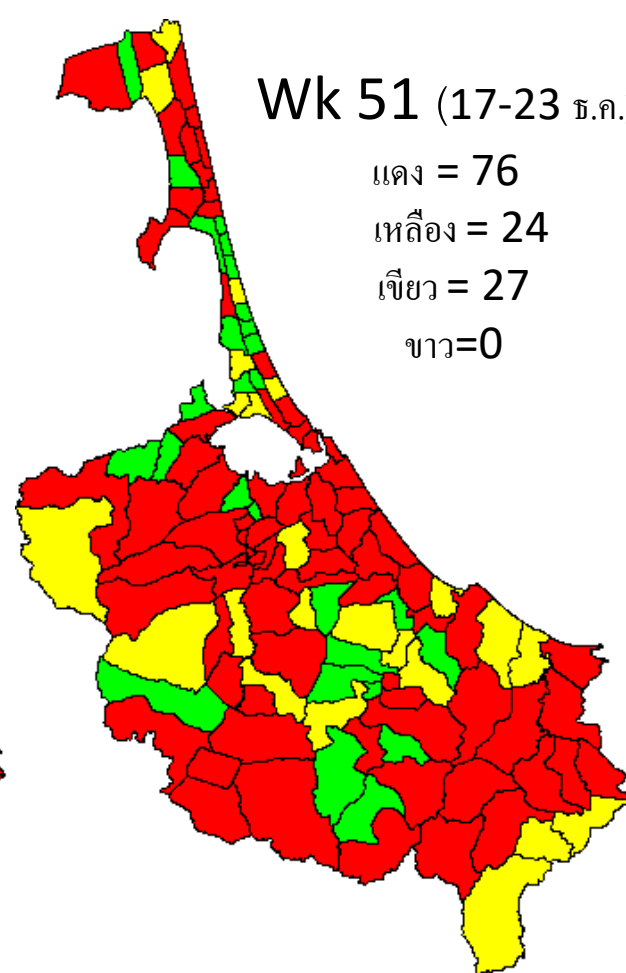 Wk 51 (17-23 ธ.ค.
แดง = 76
เหลือง = 24
เขียว = 27
ขาว=0